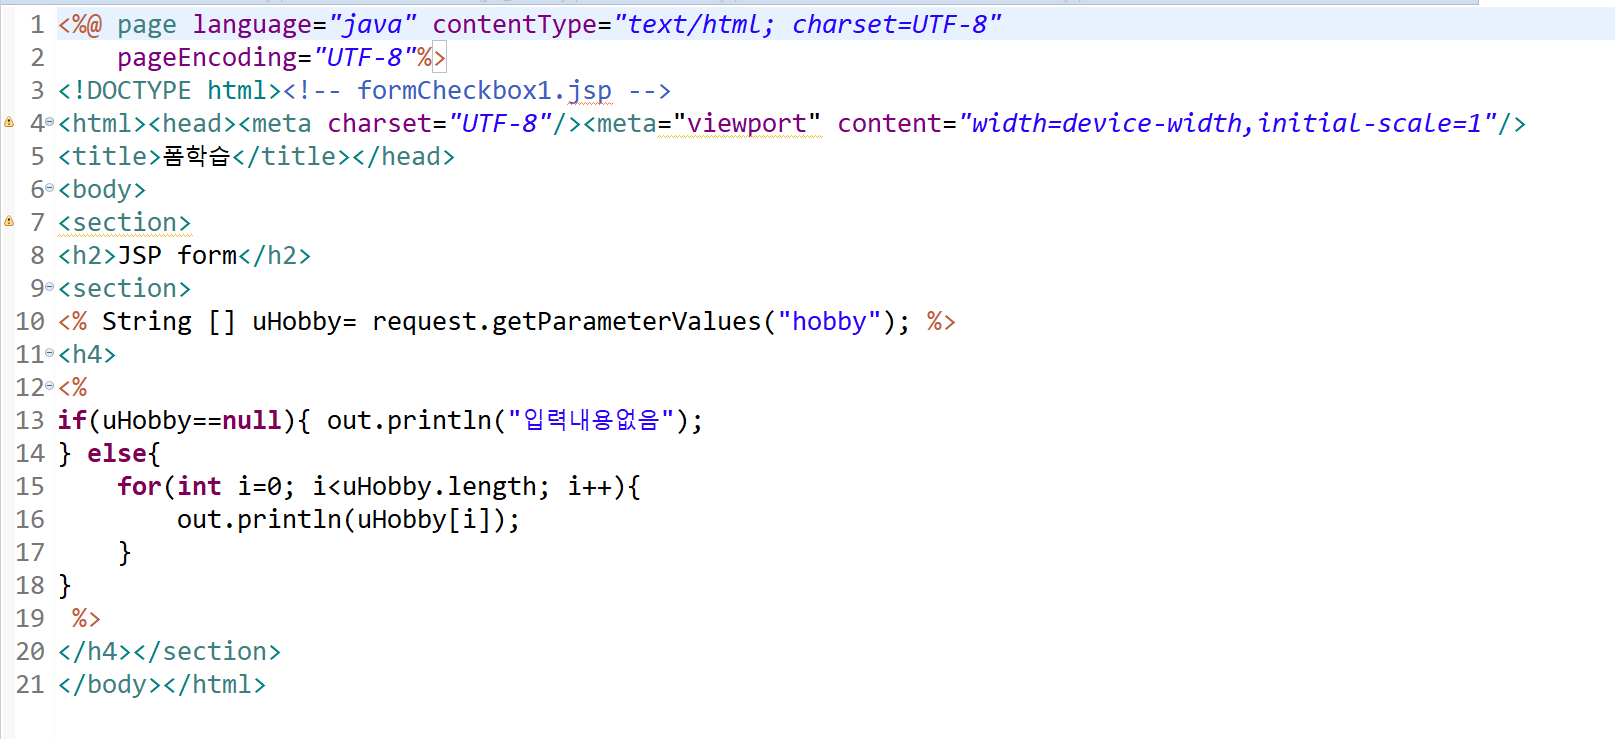 1 <%@ page language="java" contentType="text/html; charset=UTF-8"
2     pageEncoding="UTF-8"%>
3 <!DOCTYPE html><!-- formCheckbox1.jsp -->
4 <html><head><meta charset="UTF-8"/><meta="viewport" content="width=device-width,initial-scale=1"/>
5 <title>폼학습</title></head>
6 <body>
7 <section>
8 <h2>JSP form</h2>
9 <section>
10 <% String [] uHobby= request.getParameterValues("hobby"); %>
11 <h4>
12 <%
13 if(uHobby==null){ out.println("입력내용없음");
14 } else{
15     for(int i=0; i<uHobby.length; i++){
16         out.println(uHobby[i]);
17     }
18 }
19  %>
20 </h4></section>
21 </body></html>